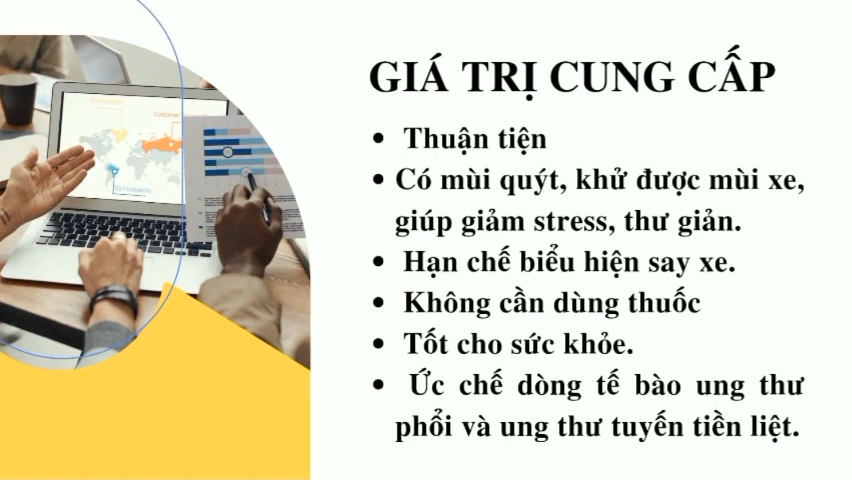 GIÁ TRỊ CUNG CẤP
• Thuận tiện
• Có mùi quýt, khử được mùi xe,
giúp giảm stress, thư giản.
• Hạn chế biểu hiện say xe.
• Không cần dùng thuốc
• Tốt cho sức khỏe.
• Ức chế dòng tế bào ung thư
phổi và ung thư tuyến tiền liệt.